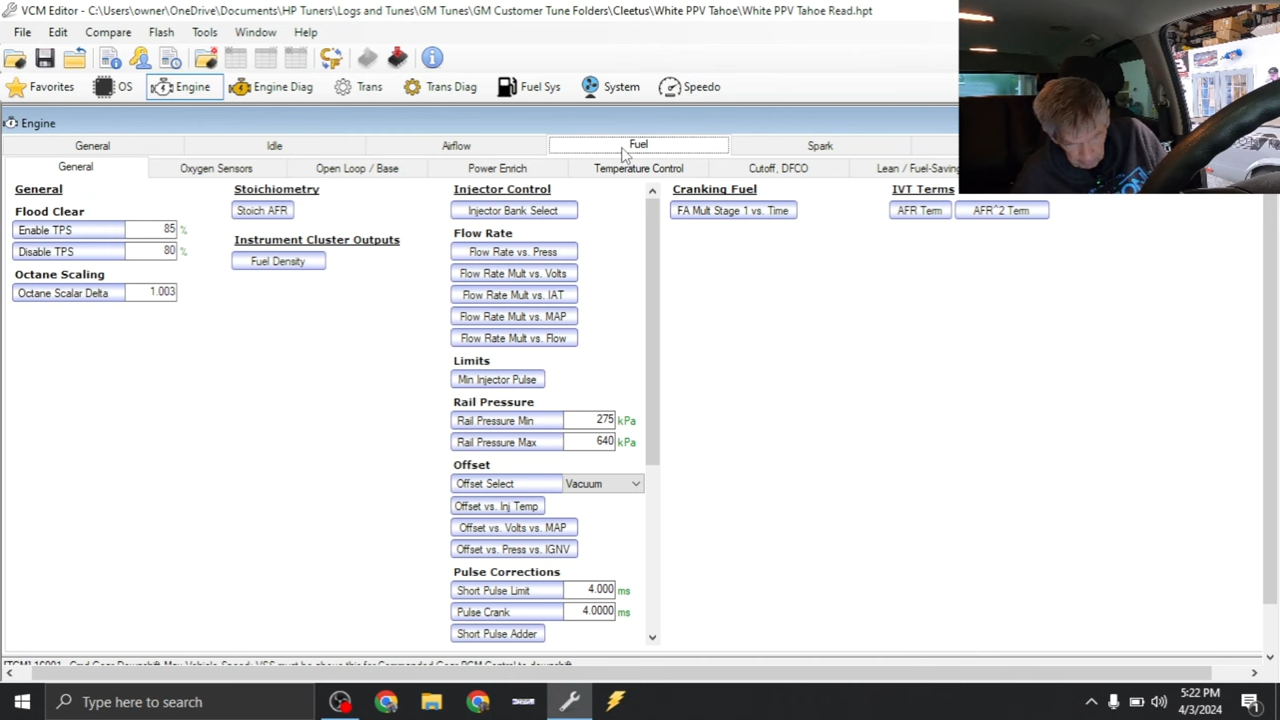 VCM Editor - C:\Users\owner\OneDrive\Documents\HP Tuners\Logs and Tunes\GM Tunes\GM Customer Tune Folders\Cleetus\White PPV Tahoe\White PPV Tahoe Read.hpt
File Edit Compare Flash Tools Window Help
Favorites OS Engine Engine Diag Trans Trans Diag Fuel Sys System Speedo
Engine
General Idle Airflow Fuel Spark
General Oxygen Sensors Open Loop / Base Power Enrich Temperature Control Cutoff, DFCO Lean / Fuel-Saving
General
Flood Clear
Enable TPS 85 %
Disable TPS 80 %
Octane Scaling
Octane Scalar Delta 1.003
Stoichiometry
Stoich AFR
Instrument Cluster Outputs
Fuel Density
Injector Control
Injector Bank Select
Flow Rate
Flow Rate vs. Press
Flow Rate Mult vs. Volts
Flow Rate Mult vs. IAT
Flow Rate Mult vs. MAP
Flow Rate Mult vs. Flow
Limits
Min Injector Pulse
Rail Pressure
Rail Pressure Min 275 kPa
Rail Pressure Max 640 kPa
Offset
Offset Select Vacuum
Offset vs. Inj Temp
Offset vs. Volts vs. MAP
Offset vs. Press vs. IGNV
Pulse Corrections
Short Pulse Limit 4.000 ms
Pulse Crank 4.0000 ms
Short Pulse Adder
Cranking Fuel
FA Mult Stage 1 vs. Time
IVT Terms
AFR Term AFR^2 Term
Type here to search
5:22 PM
4/3/2024